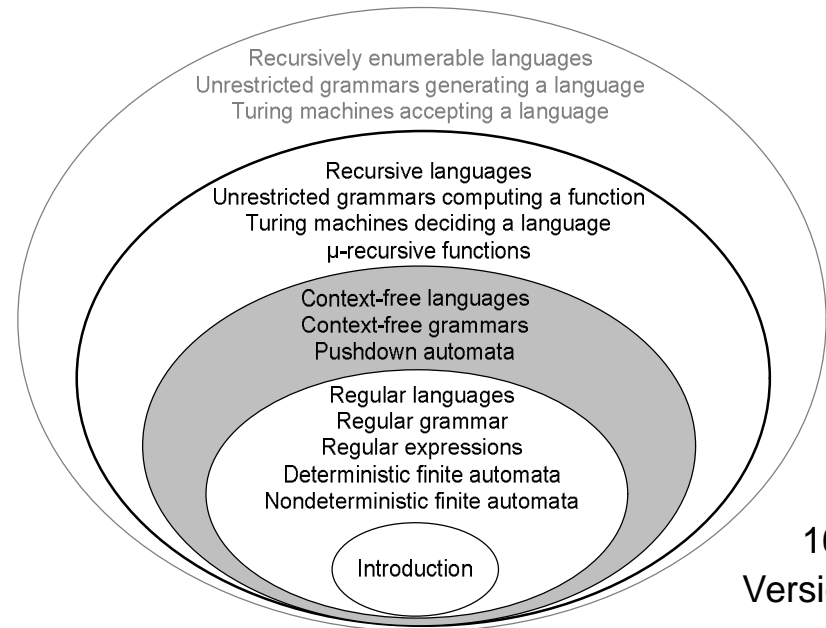 Recursively enumerable languages
Unrestricted grammars generating a language
Turing machines accepting a language
Recursive languages
Unrestricted grammars computing a function
Turing machines deciding a language
μ-recursive functions
Context-free languages
Context-free grammars
Pushdown automata
Regular languages
Regular grammar
Regular expressions
Deterministic finite automata
Nondeterministic finite automata
Introduction